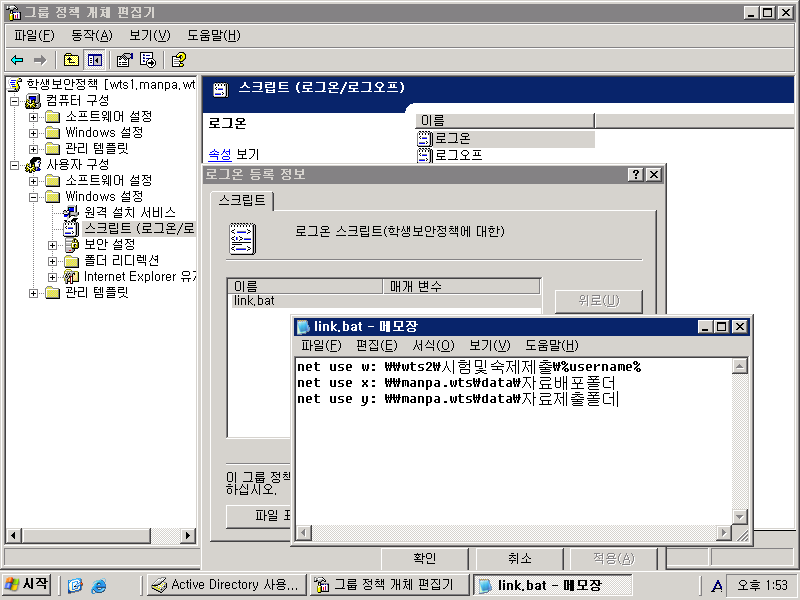 그룹 정책 개체 편집기
파일(F) 동작(A) 보기(V) 도움말(H)
학생보안정책 [wts1.manpa.wt
컴퓨터 구성
소프트웨어 설정
Windows 설정
관리 템플릿
사용자 구성
소프트웨어 설정
Windows 설정
원격 설치 서비스
스크립트 (로그온/로
보안 설정
폴더 리디렉션
Internet Explorer 유지
관리 템플릿
스크립트 (로그온/로그오프)
로그온
속성 보기
이름
로그온
로그오프
로그온 등록 정보
스크립트
로그온 스크립트(학생보안정책에 대한)
이름 매개 변수
link.bat
위로(U)
이 그룹 정책
하십시오.
파일 표
확인 취소 적용(A)
link.bat - 메모장
파일(F) 편집(E) 서식(O) 보기(V) 도움말(H)
net use w: ₩₩wts2₩시험및숙제제출₩%username%
net use x: ₩₩manpa.wts₩data₩자료배포폴더
net use y: ₩₩manpa.wts₩data₩자료제출폴더
시작 Active Directory 사용... 그룹 정책 개체 편집기 link.bat - 메모장 A 오후 1:53